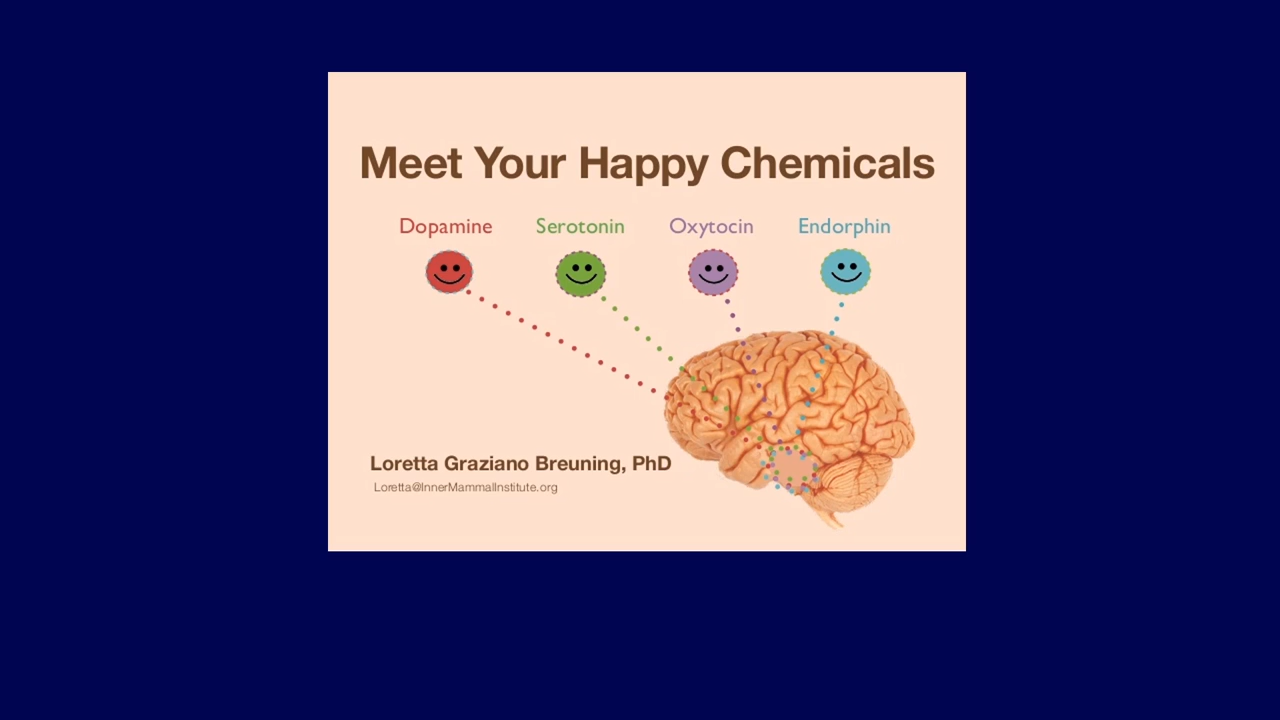 Meet Your Happy Chemicals
Dopamine Serotonin Oxytocin Endorphin
Loretta Graziano Breuning, PhD
Loretta@InnerMammalInstitute.org